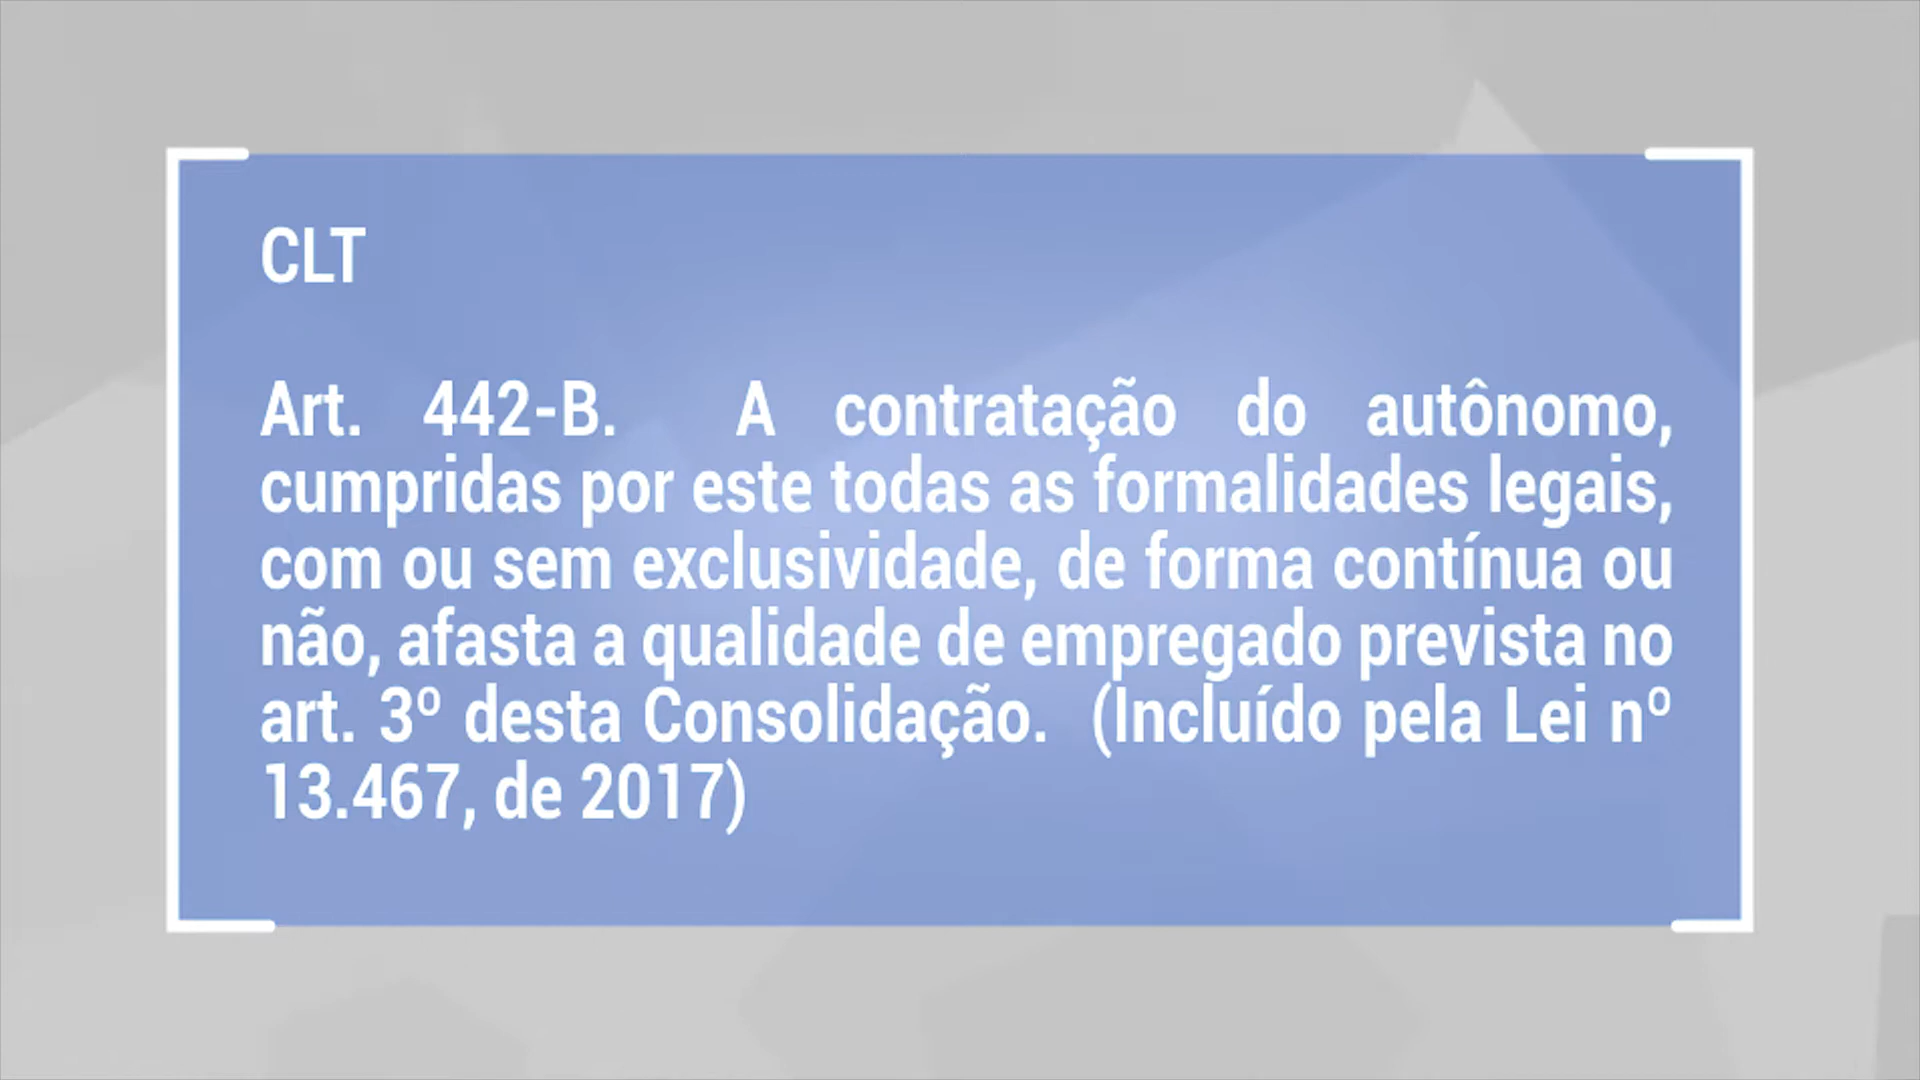 CLT
Art. 442-B. A contratação do autônomo,
cumpridas por este todas as formalidades legais,
com ou sem exclusividade, de forma contínua ou
não, afasta a qualidade de empregado prevista no
art. 3º desta Consolidação. (Incluído pela Lei nº
13.467, de 2017)